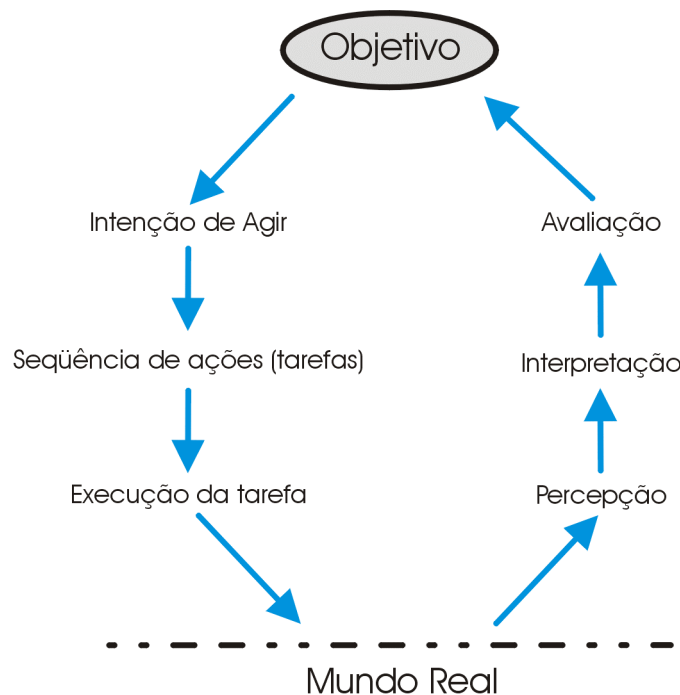 Objetivo
Intenção de Agir
Avaliação
Seqüência de ações (tarefas)
Interpretação
Execução da tarefa
Percepção
Mundo Real